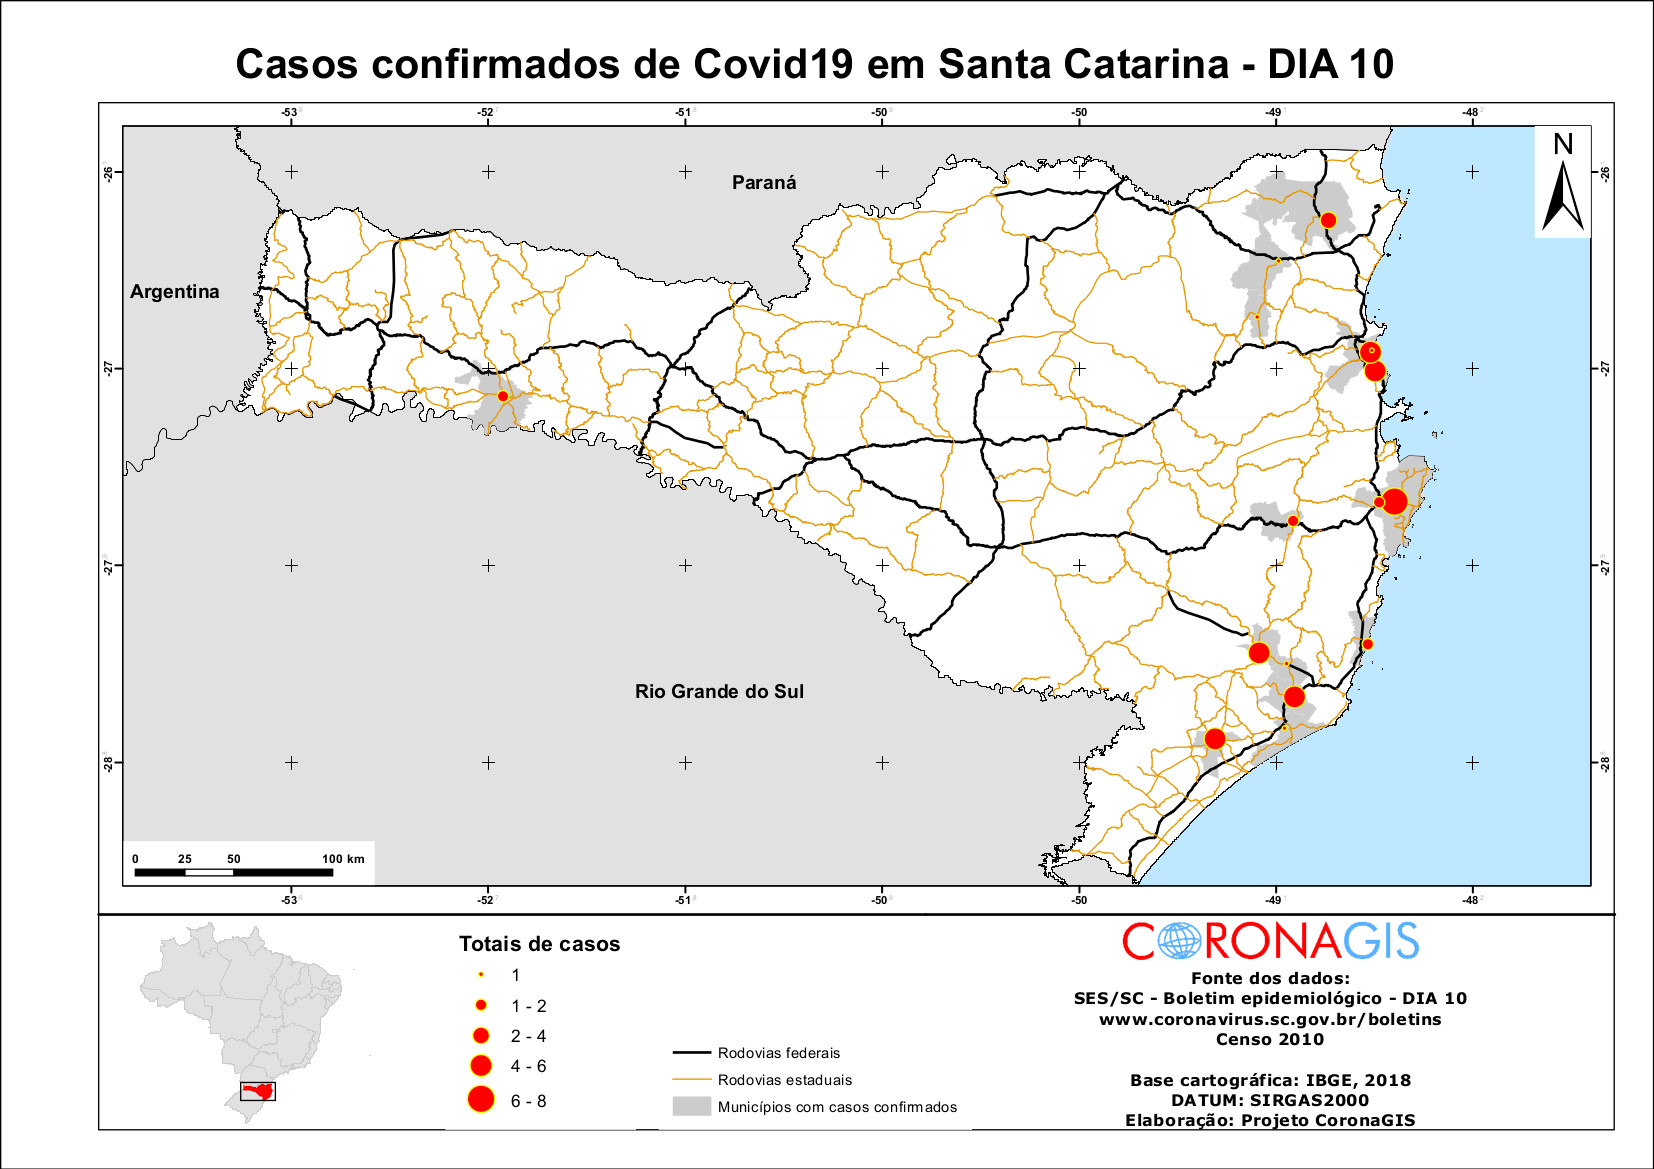 Casos confirmados de Covid19 em Santa Catarina - DIA 10
-53 -52 -51 -50 -50 -49 -48
N
-26 -26
Paraná
Argentina
-27 -27
-27 -27
Rio Grande do Sul
-28 -28
0 25 50 100 km
-53 -52 -51 -50 -50 -49 -48
Totais de casos
1
1 - 2
2 - 4
4 - 6
6 - 8
Rodovias federais
Rodovias estaduais
Municípios com casos confirmados
CORONAGIS
Fonte dos dados:
SES/SC - Boletim epidemiológico - DIA 10
www.coronavirus.sc.gov.br/boletins
Censo 2010
Base cartográfica: IBGE, 2018
DATUM: SIRGAS2000
Elaboração: Projeto CoronaGIS